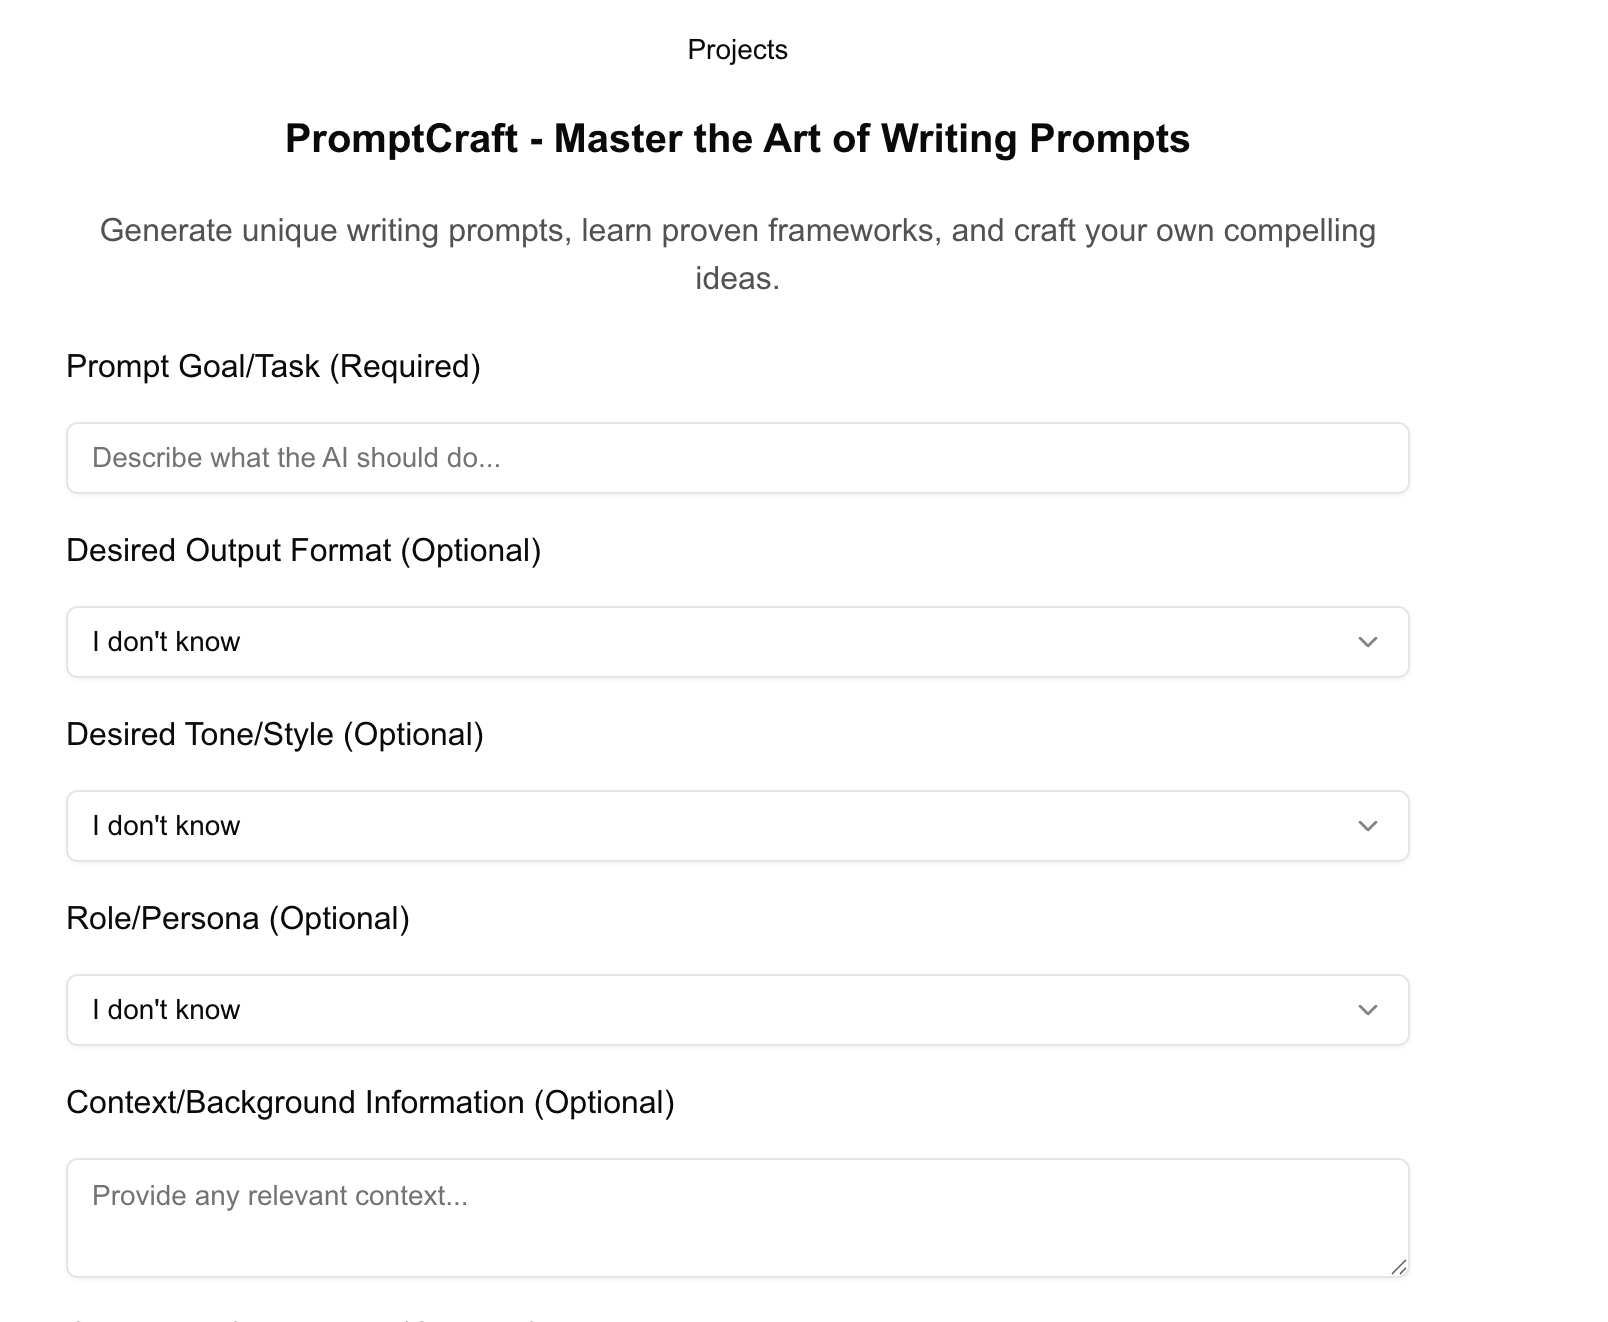 Projects
PromptCraft - Master the Art of Writing Prompts
Generate unique writing prompts, learn proven frameworks, and craft your own compelling
ideas.
Prompt Goal/Task (Required)
Describe what the AI should do...
Desired Output Format (Optional)
I don't know
Desired Tone/Style (Optional)
I don't know
Role/Persona (Optional)
I don't know
Context/Background Information (Optional)
Provide any relevant context...